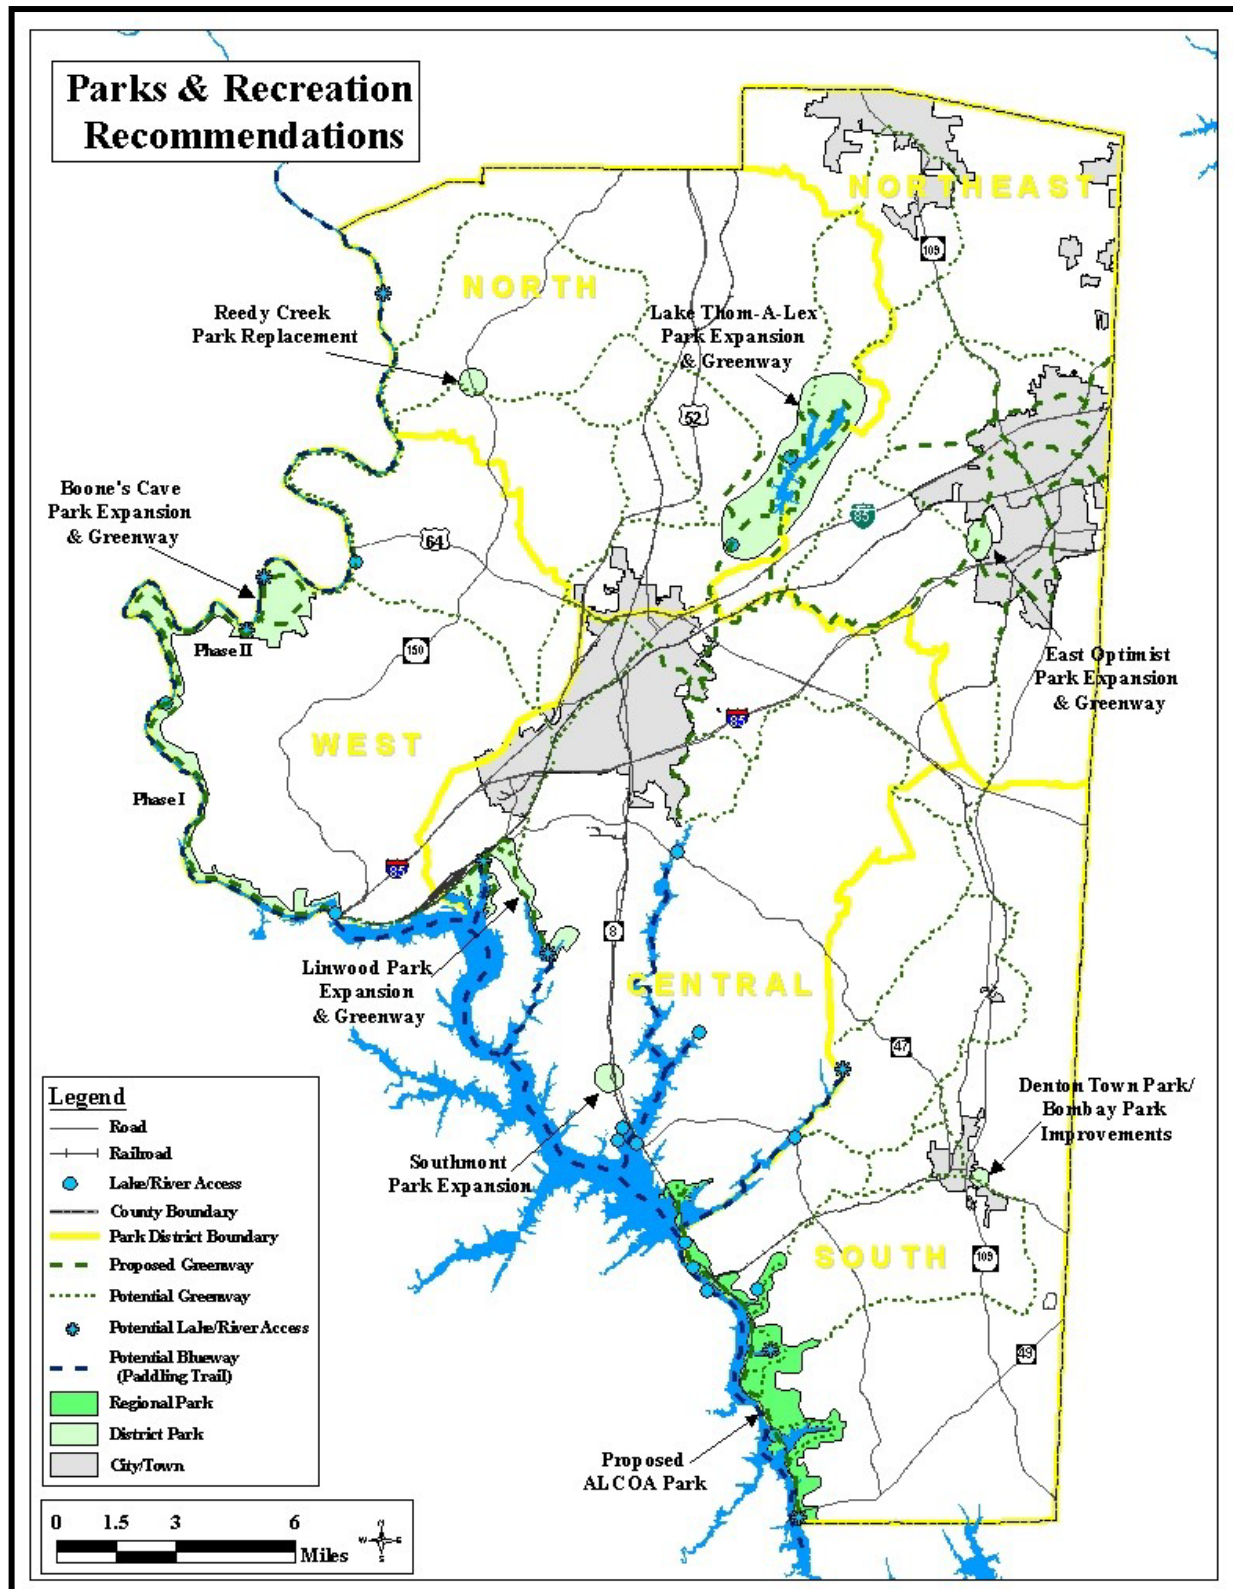 Parks & Recreation
Recommendations
NORTHEAST
109
NORTH
Reedy Creek
Park Replacement
Lake Thom-A-Lex
Park Expansion
& Greenway
52
Boone's Cave
Park Expansion
& Greenway
85
64
Phase II
150
East Optimist
Park Expansion
& Greenway
85
WEST
Phase I
85
8
Linwood Park
Expansion
& Greenway
CENTRAL
47
Denton Town Park/
Bombay Park
Improvements
Southmont
Park Expansion
SOUTH
109
49
Proposed
ALCOA Park
Legend
Road
Railroad
Lake/River Access
County Boundary
Park District Boundary
Proposed Greenway
Potential Greenway
Potential Lake/River Access
Potential Blueway
(Paddling Trail)
Regional Park
District Park
City/Town
0 1.5 3 6
Miles
N
W E
S